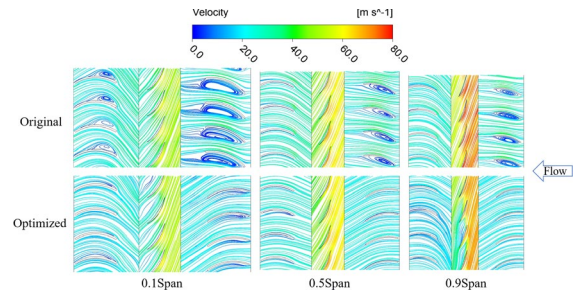 Velocity [m s^-1]
0.0 20.0 40.0 60.0 80.0
Original
Flow
Optimized
0.1Span 0.5Span 0.9Span